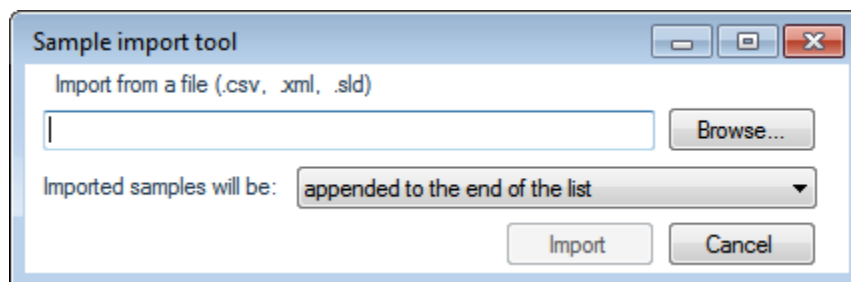 Sample import tool
Import from a file (.csv, .xml, .sld)
Browse...
Imported samples will be: appended to the end of the list
Import Cancel